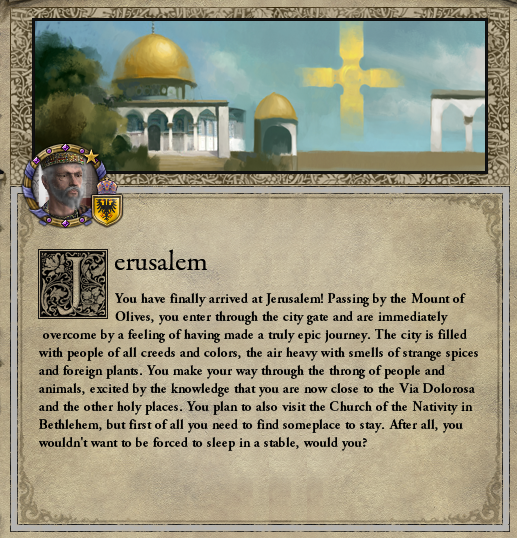 Jerusalem
You have finally arrived at Jerusalem! Passing by the Mount of
Olives, you enter through the city gate and are immediately
overcome by a feeling of having made a truly epic journey. The city is filled
with people of all creeds and colors, the air heavy with smells of strange spices
and foreign plants. You make your way through the throng of people and
animals, excited by the knowledge that you are now close to the Via Dolorosa
and the other holy places. You plan to also visit the Church of the Nativity in
Bethlehem, but first of all you need to find someplace to stay. After all, you
wouldn't want to be forced to sleep in a stable, would you?